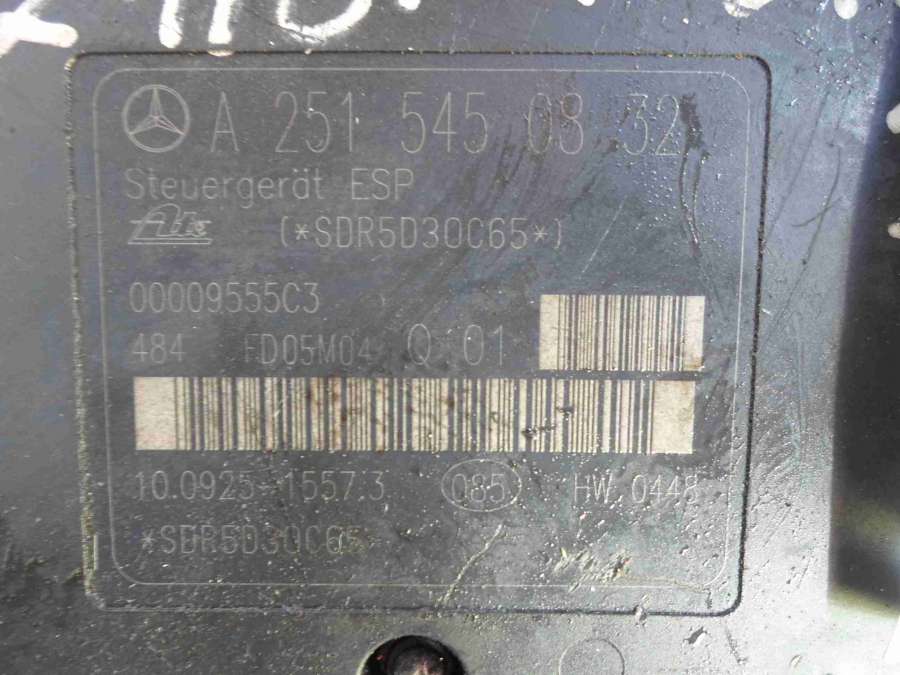 A 251 545 08 32
Steuergerät ESP
Ate (*SDR5D30C65*)
00009555C3
484 FD05M04 Q 01
10.0925-1557.3 085 HW 0448
*SDR5D30C65